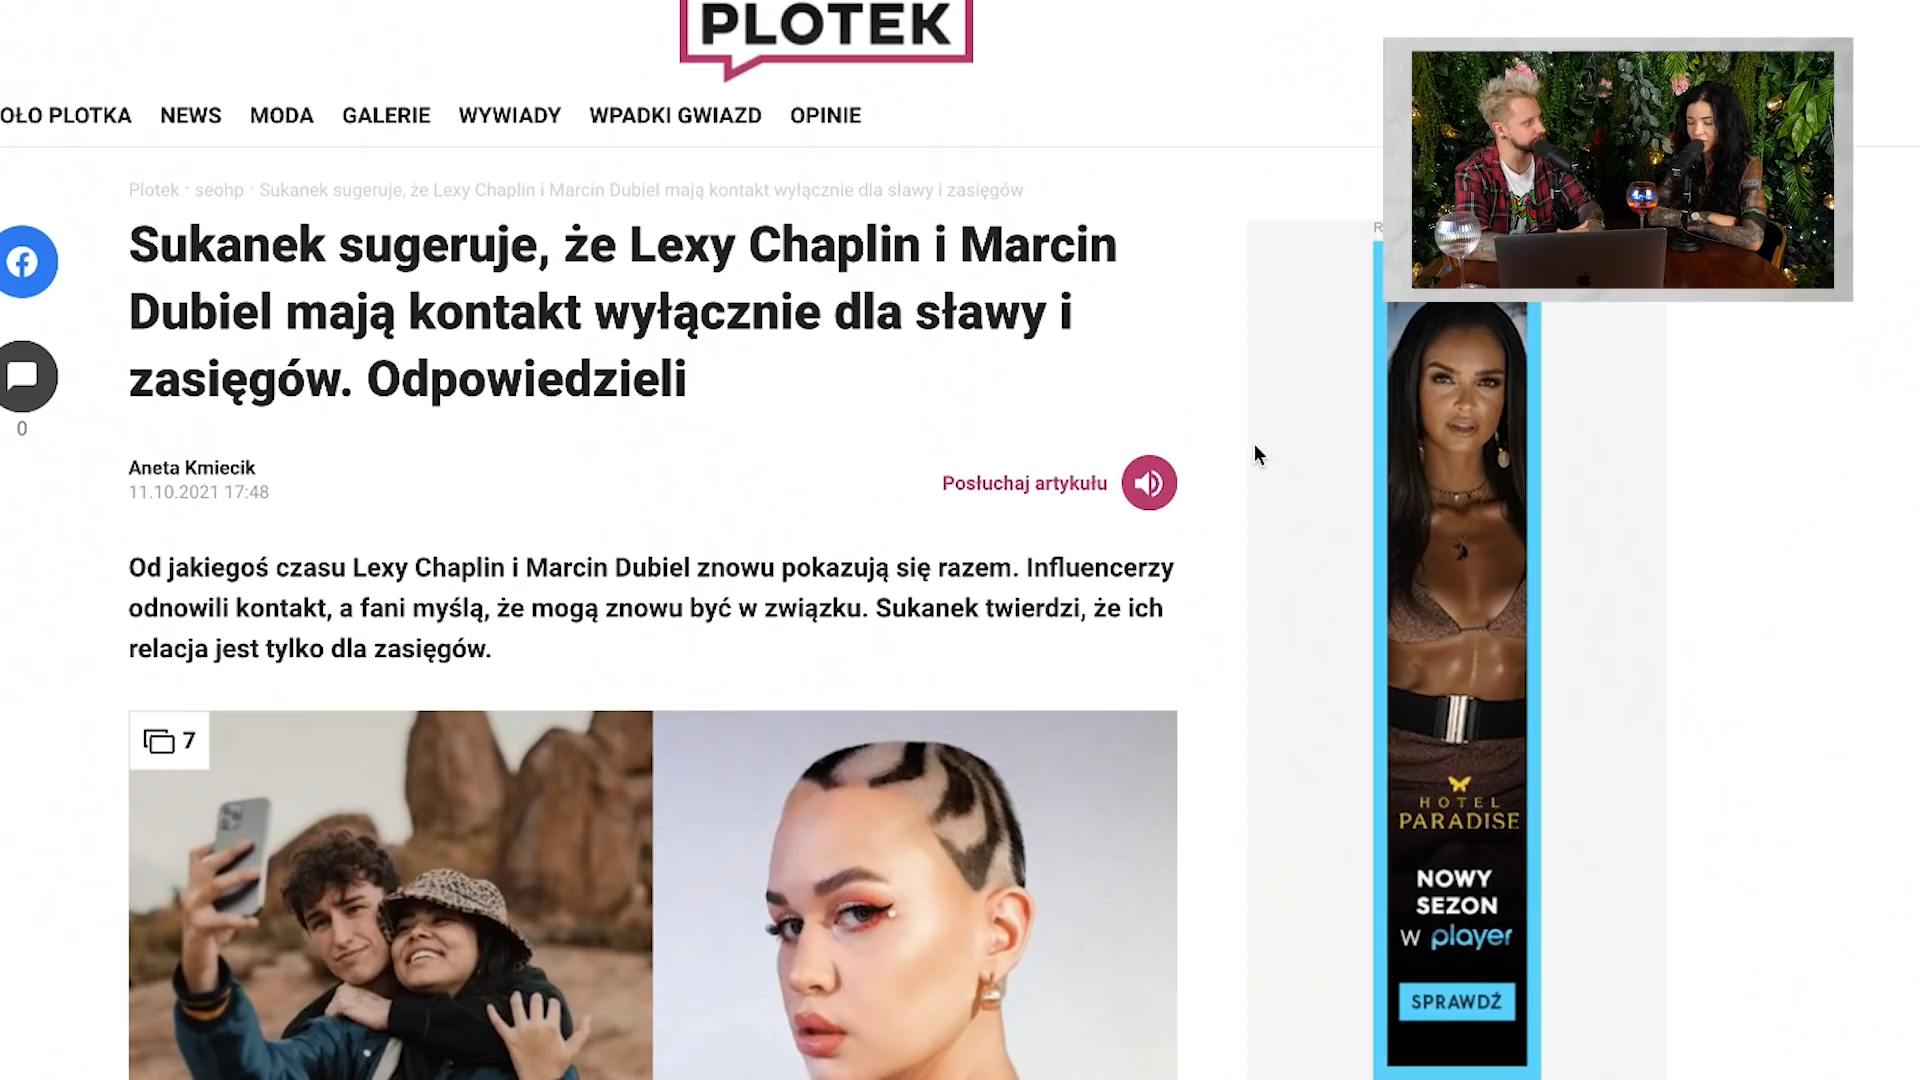 PLOTEK
OŁO PLOTKA NEWS MODA GALERIE WYWIADY WPADKI GWIAZD OPINIE
Plotek · seohp · Sukanek sugeruje, że Lexy Chaplin i Marcin Dubiel mają kontakt wyłącznie dla sławy i zasięgów
Sukanek sugeruje, że Lexy Chaplin i Marcin
Dubiel mają kontakt wyłącznie dla sławy i
zasięgów. Odpowiedzieli
0
Aneta Kmiecik
11.10.2021 17:48
Posłuchaj artykułu
Od jakiegoś czasu Lexy Chaplin i Marcin Dubiel znowu pokazują się razem. Influencerzy
odnowili kontakt, a fani myślą, że mogą znowu być w związku. Sukanek twierdzi, że ich
relacja jest tylko dla zasięgów.
7
HOTEL
PARADISE
NOWY
SEZON
W player
SPRAWDŹ